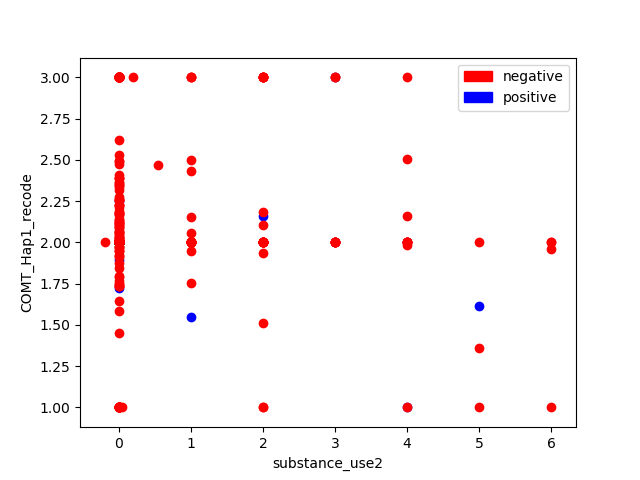 negative
positive
3.00
2.75
2.50
2.25
2.00
1.75
1.50
1.25
1.00
COMT_Hap1_recode
0 1 2 3 4 5 6
substance_use2